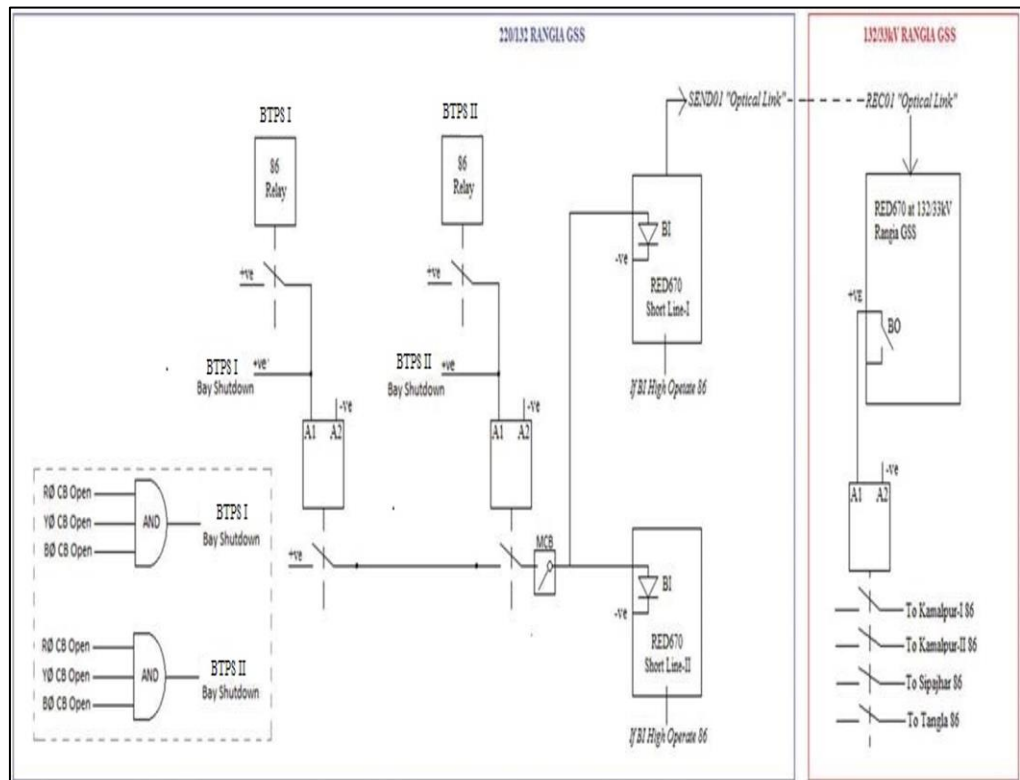 220/132 RANGIA GSS
132/33kV RANGIA GSS
SEND01 "Optical Link"
REC01 "Optical Link"
BTPS I
BTPS II
86
Relay
86
Relay
+ve
+ve
BTPS I
Bay Shutdown
+ve
BTPS II
Bay Shutdown
+ve
-ve
-ve
A1 A2
A1 A2
BI
-ve
RED670
Short Line-I
If BI High Operate 86
RED670 at 132/33kV
Rangia GSS
+ve
BO
-ve
A1 A2
RØ CB Open
YØ CB Open
BØ CB Open
AND
BTPS I
Bay Shutdown
RØ CB Open
YØ CB Open
BØ CB Open
AND
BTPS II
Bay Shutdown
+ve
MCB
BI
-ve
RED670
Short Line-II
If BI High Operate 86
To Kamalpur-I 86
To Kamalpur-II 86
To Sipajhar 86
To Tangla 86